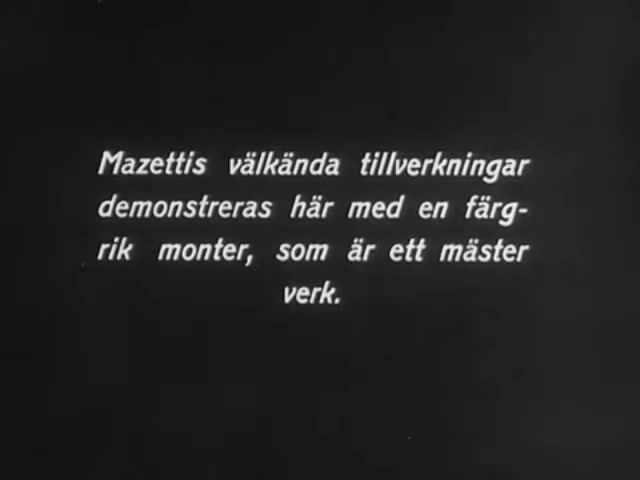 Mazettis välkända tillverkningar
demonstreras här med en färg-
rik monter, som är ett mäster
verk.